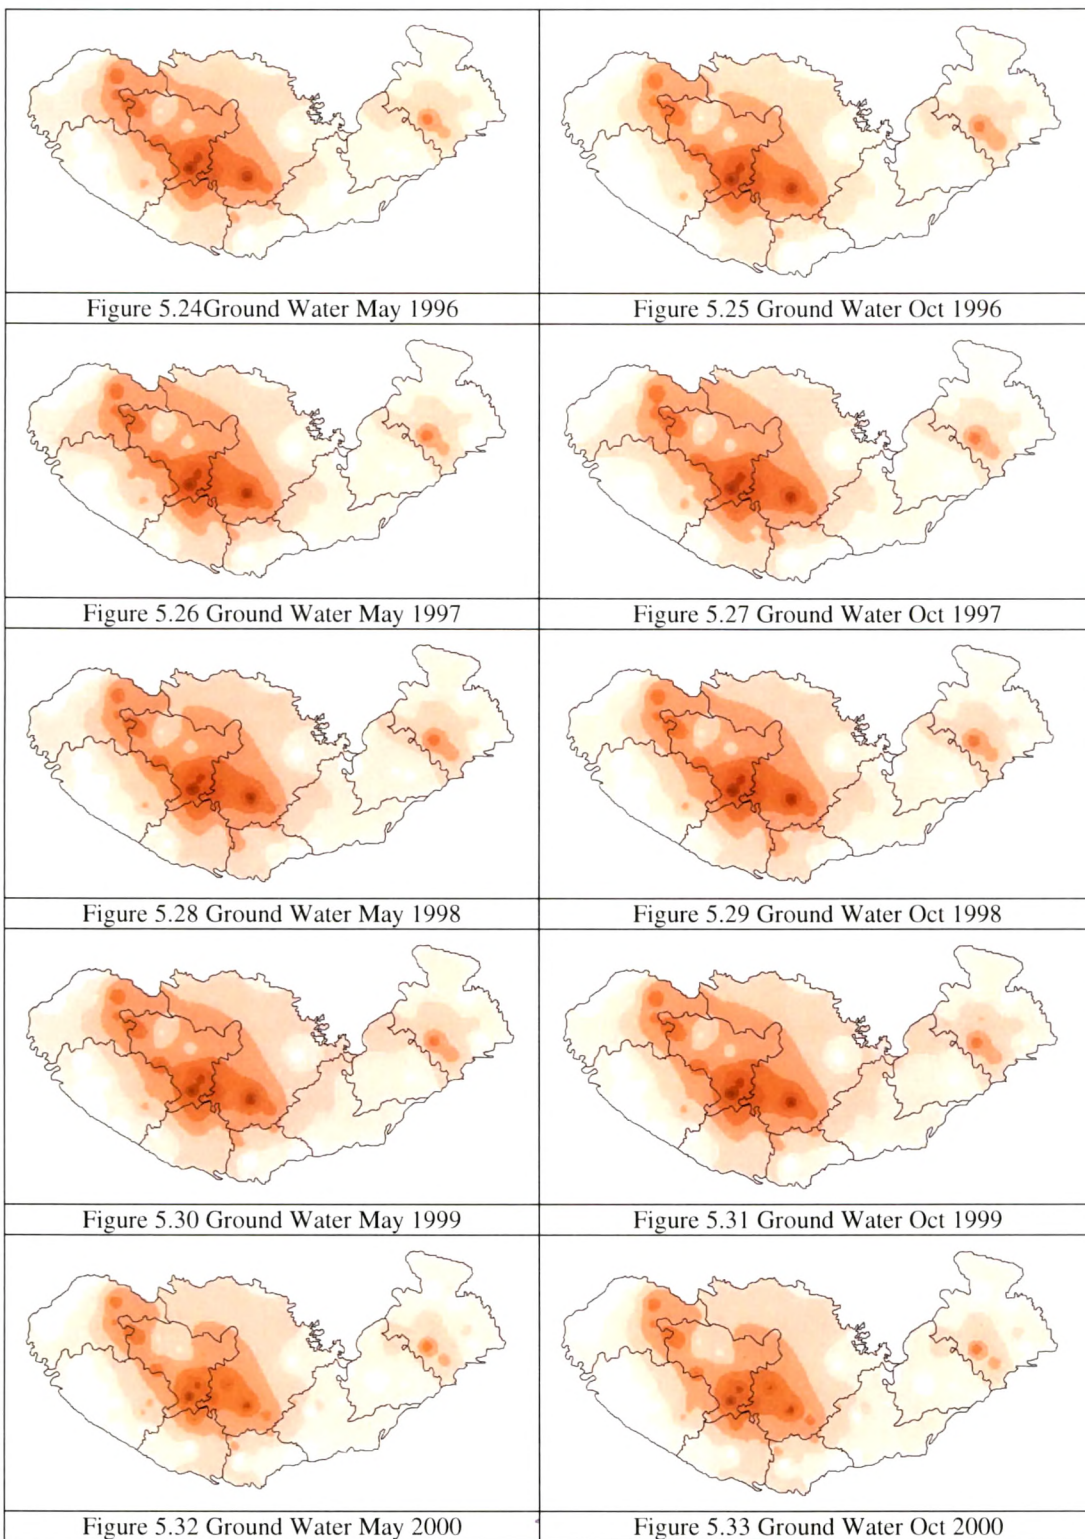 Figure 5.24Ground Water May 1996
Figure 5.25 Ground Water Oct 1996
Figure 5.26 Ground Water May 1997
Figure 5.27 Ground Water Oct 1997
Figure 5.28 Ground Water May 1998
Figure 5.29 Ground Water Oct 1998
Figure 5.30 Ground Water May 1999
Figure 5.31 Ground Water Oct 1999
Figure 5.32 Ground Water May 2000
Figure 5.33 Ground Water Oct 2000